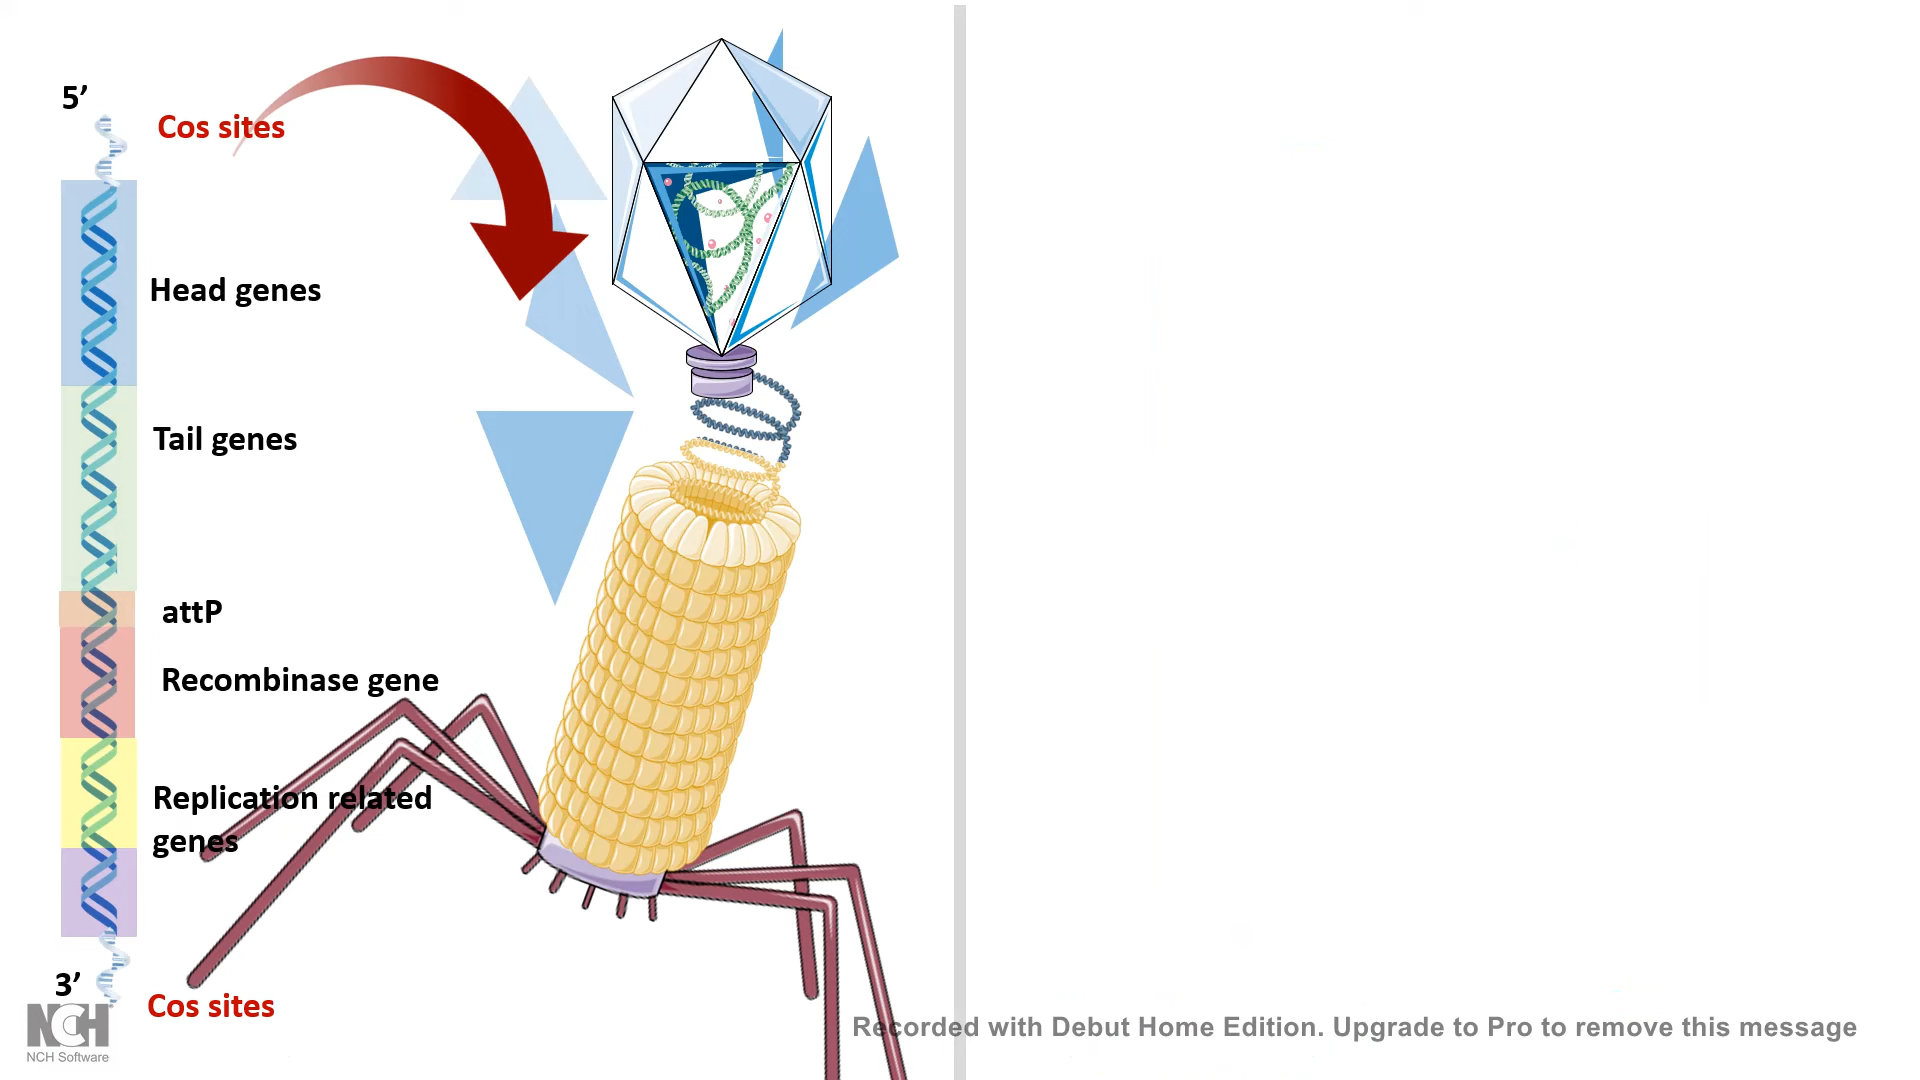 5’
Cos sites
Head genes
Tail genes
attP
Recombinase gene
Replication related
genes
3’
Cos sites
NCH
NCH Software
Recorded with Debut Home Edition. Upgrade to Pro to remove this message